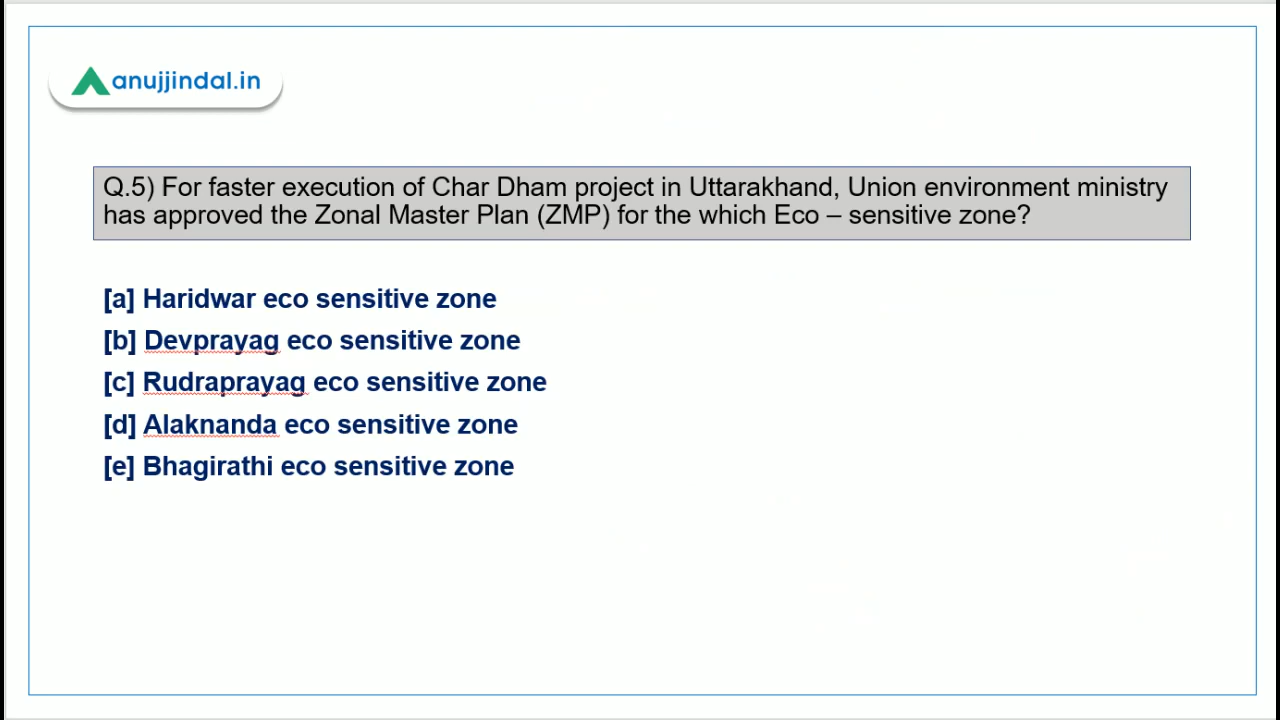 anujjindal.in
Q.5) For faster execution of Char Dham project in Uttarakhand, Union environment ministry
has approved the Zonal Master Plan (ZMP) for the which Eco – sensitive zone?
[a] Haridwar eco sensitive zone
[b] Devprayag eco sensitive zone
[c] Rudraprayag eco sensitive zone
[d] Alaknanda eco sensitive zone
[e] Bhagirathi eco sensitive zone